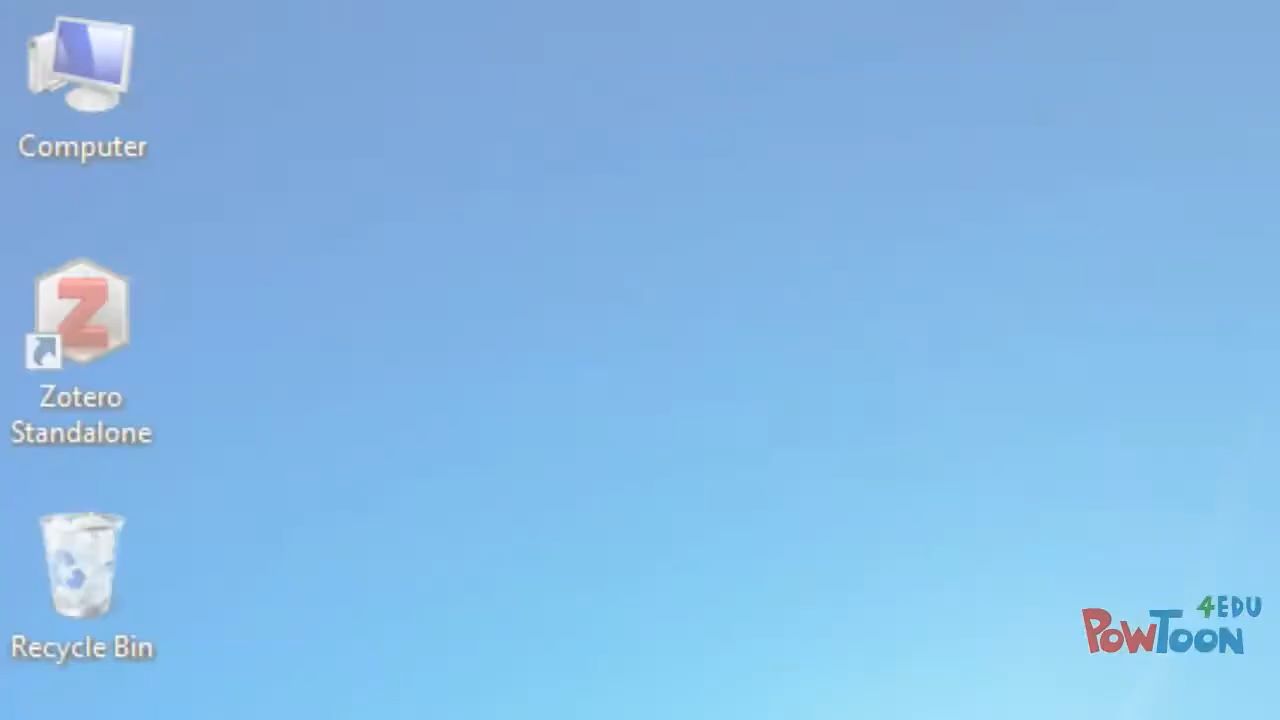 Computer
Z
Zotero
Standalone
Recycle Bin
4EDU
POWTOON